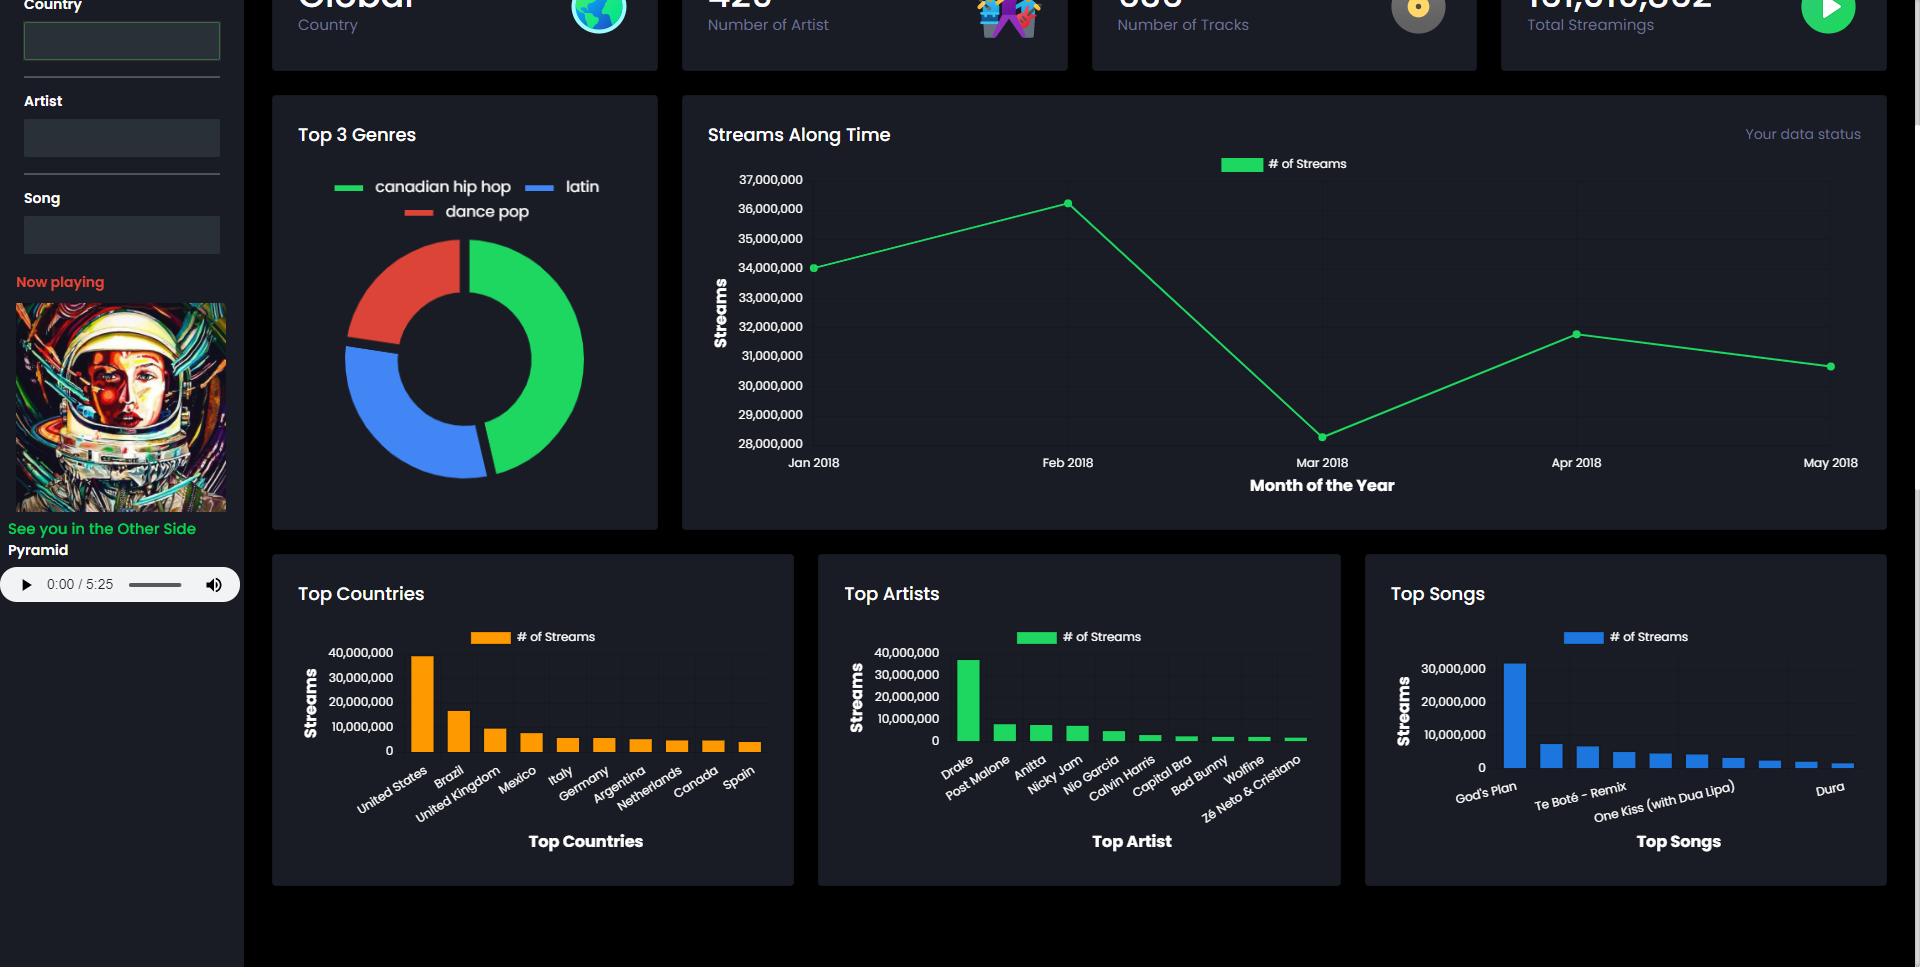 Country
Artist
Song
Now playing
See you in the Other Side
Pyramid
0:00 / 5:25
Global
Country
Number of Artist
Number of Tracks
Total Streamings
Top 3 Genres
canadian hip hop
latin
dance pop
Streams Along Time
Your data status
# of Streams
37,000,000
36,000,000
35,000,000
34,000,000
33,000,000
32,000,000
31,000,000
30,000,000
29,000,000
28,000,000
Streams
Jan 2018
Feb 2018
Mar 2018
Apr 2018
May 2018
Month of the Year
Top Countries
# of Streams
40,000,000
30,000,000
20,000,000
10,000,000
0
Streams
United States
Brazil
United Kingdom
Mexico
Italy
Germany
Argentina
Netherlands
Canada
Spain
Top Countries
Top Artists
# of Streams
40,000,000
30,000,000
20,000,000
10,000,000
0
Streams
Drake
Post Malone
Anitta
Nicky Jam
Nio Garcia
Calvin Harris
Capital Bra
Bad Bunny
Wolfine
Zé Neto & Cristiano
Top Artist
Top Songs
# of Streams
30,000,000
20,000,000
10,000,000
0
Streams
God's Plan
Te Boté - Remix
One Kiss (with Dua Lipa)
Dura
Top Songs